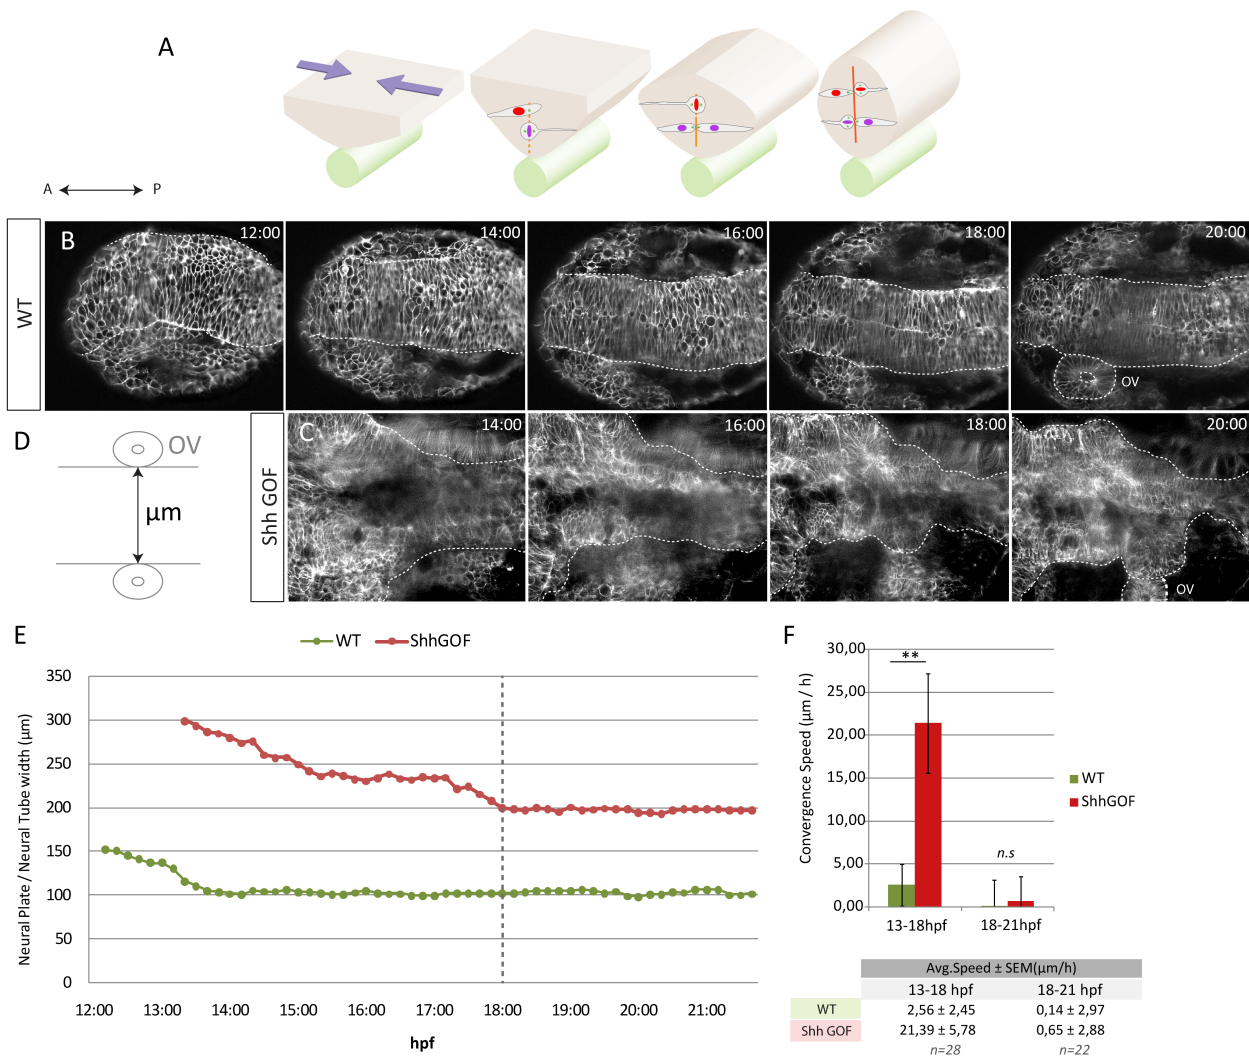 A
A P
WT
B
12:00
14:00
16:00
18:00
20:00
OV
D
OV
µm
Shh GOF
C
14:00
16:00
18:00
20:00
OV
E
WT ShhGOF
Neural Plate / Neural Tube width (µm)
350
300
250
200
150
100
50
0
12:00 13:00 14:00 15:00 16:00 17:00 18:00 19:00 20:00 21:00
hpf
F
Convergence Speed (µm / h)
30,00
25,00
20,00
15,00
10,00
5,00
0,00
**
n.s
13-18hpf 18-21hpf
WT
ShhGOF
Avg.Speed ± SEM(µm/h)
13-18 hpf 18-21 hpf
WT 2,56 ± 2,45 0,14 ± 2,97
Shh GOF 21,39 ± 5,78 0,65 ± 2,88
n=28 n=22